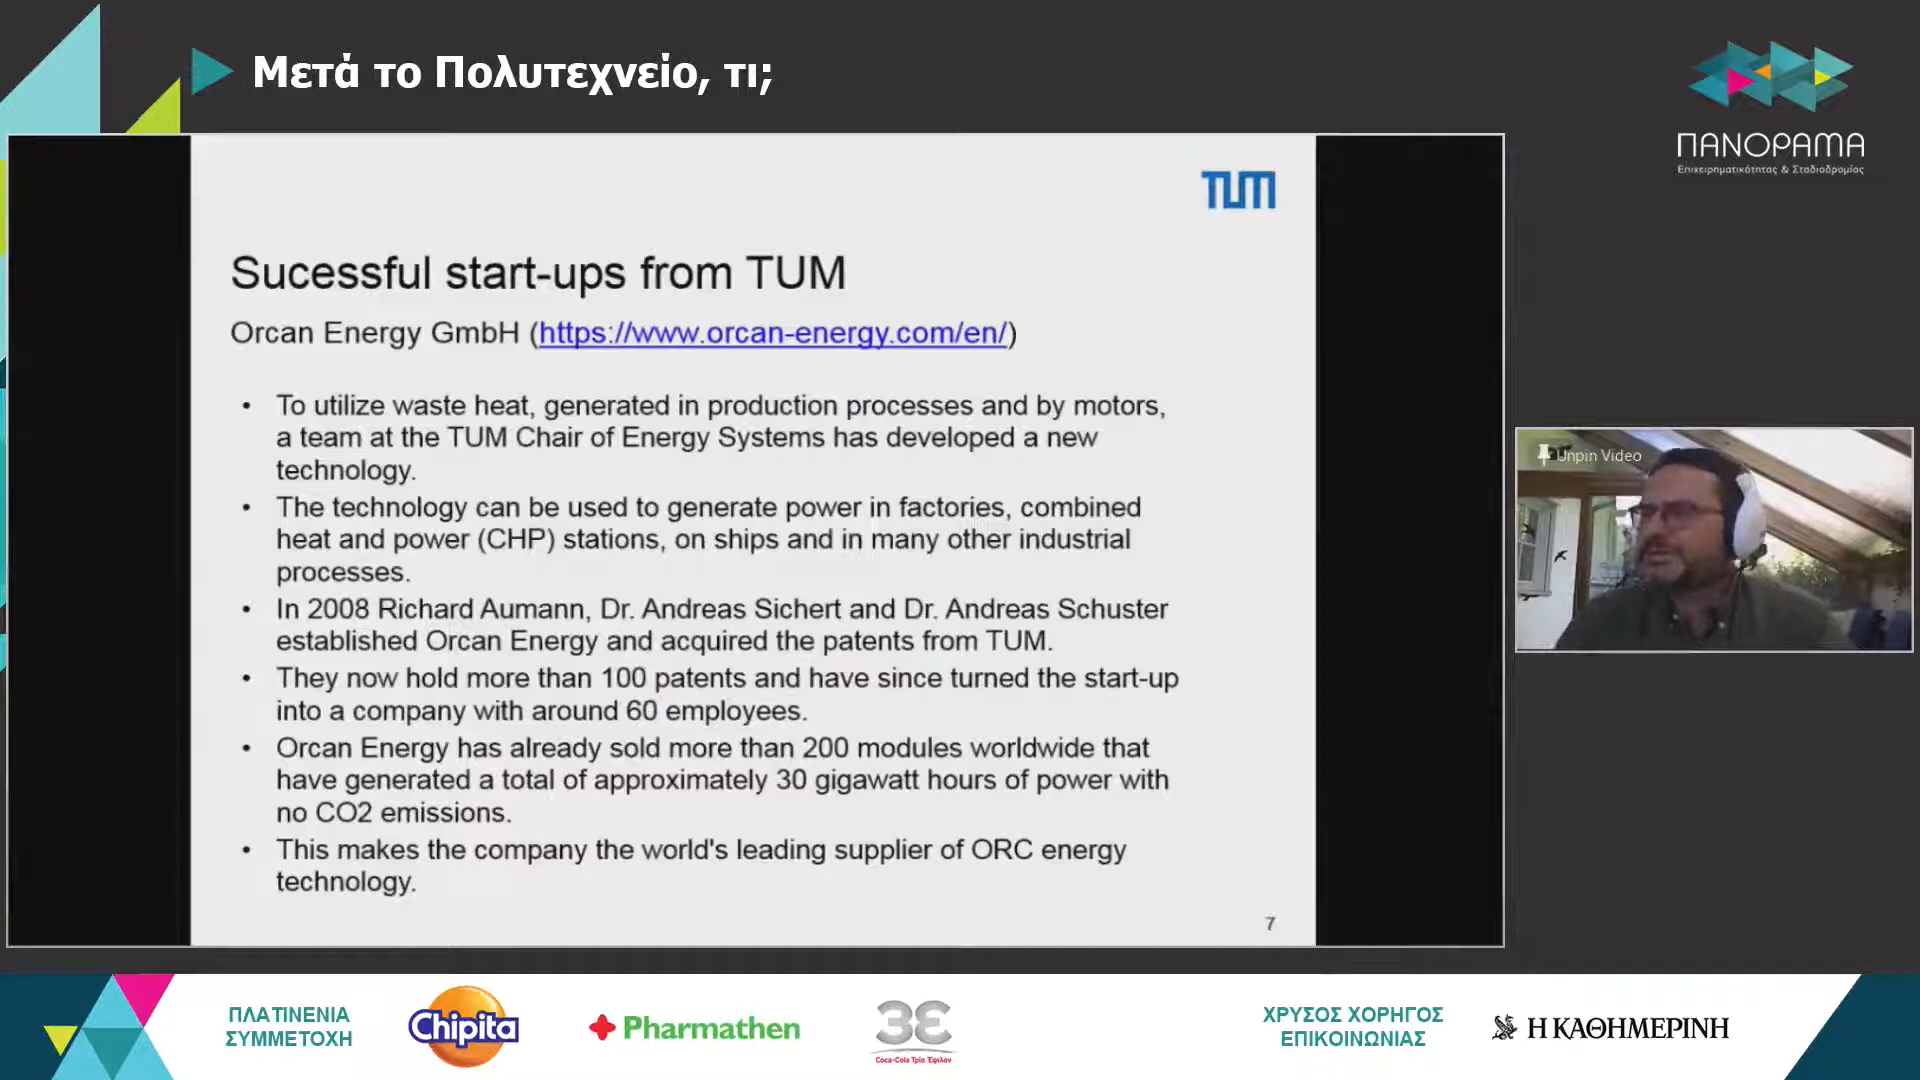 Μετά το Πολυτεχνείο, τι;
ΠΑΝΟΡΑΜΑ
Επιχειρηματικότητας & Σταδιοδρομίας
TUM
Sucessful start-ups from TUM
Orcan Energy GmbH (https://www.orcan-energy.com/en/)
• To utilize waste heat, generated in production processes and by motors,
a team at the TUM Chair of Energy Systems has developed a new
technology.
• The technology can be used to generate power in factories, combined
heat and power (CHP) stations, on ships and in many other industrial
processes.
• In 2008 Richard Aumann, Dr. Andreas Sichert and Dr. Andreas Schuster
established Orcan Energy and acquired the patents from TUM.
• They now hold more than 100 patents and have since turned the start-up
into a company with around 60 employees.
• Orcan Energy has already sold more than 200 modules worldwide that
have generated a total of approximately 30 gigawatt hours of power with
no CO2 emissions.
• This makes the company the world's leading supplier of ORC energy
technology.
7
Unpin Video
ΠΛΑΤΙΝΕΝΙΑ
ΣΥΜΜΕΤΟΧΗ
Chipita
Pharmathen
3E
Coca-Cola Τρία Έψιλον
ΧΡΥΣΟΣ ΧΟΡΗΓΟΣ
ΕΠΙΚΟΙΝΩΝΙΑΣ
Η ΚΑΘΗΜΕΡΙΝΗ